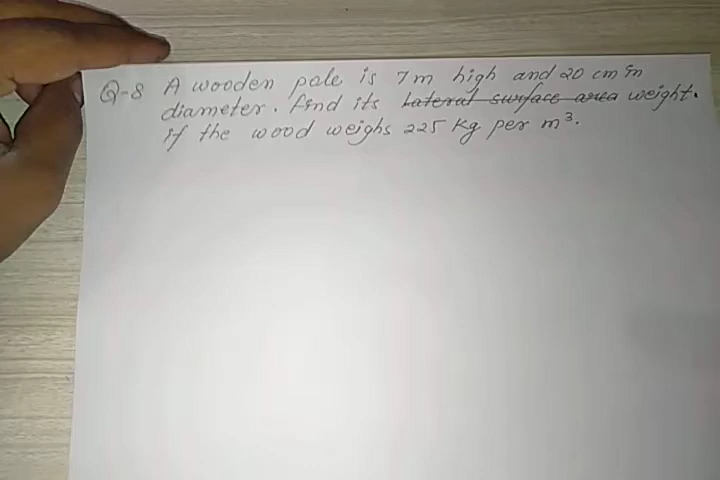 Q-8 A wooden pole is 7m high and 20 cm in
diameter. find its lateral surface area weight.
if the wood weighs 225 kg per m³.